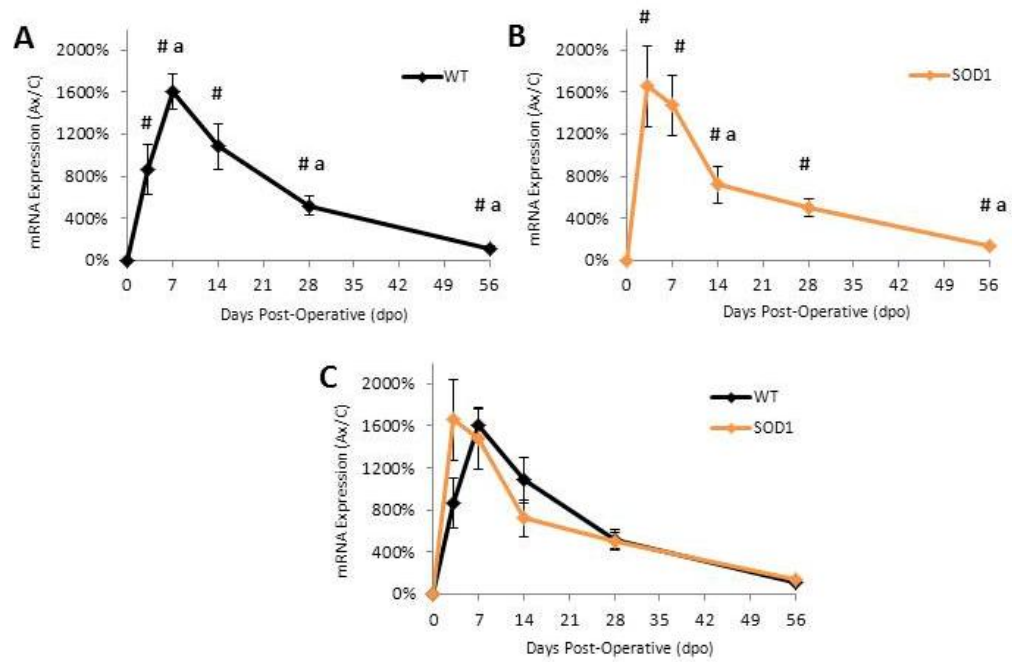 A
# a
2000%
WT
1600%
#
#
1200%
# a
800%
# a
400%
0%
0 7 14 21 28 35 42 49 56
mRNA Expression (Ax/C)
Days Post-Operative (dpo)
B
#
#
2000%
SOD1
1600%
1200%
# a
#
800%
400%
# a
0%
0 7 14 21 28 35 42 49 56
mRNA Expression (Ax/C)
Days Post-Operative (dpo)
C
2000%
WT
1600%
SOD1
1200%
800%
400%
0%
0 7 14 21 28 35 42 49 56
mRNA Expression (Ax/C)
Days Post-Operative (dpo)